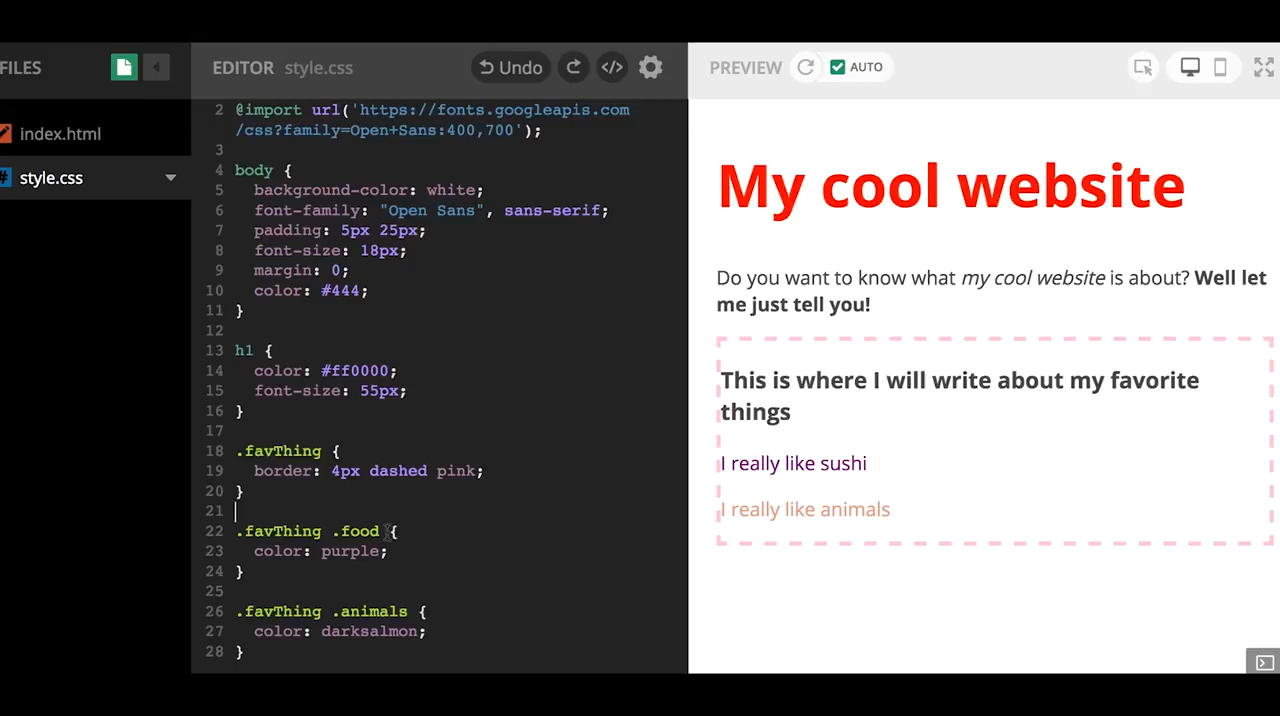 FILES
index.html
style.css
EDITOR style.css
Undo
2 @import url('https://fonts.googleapis.com
/css?family=Open+Sans:400,700');
3
4 body {
5 background-color: white;
6 font-family: "Open Sans", sans-serif;
7 padding: 5px 25px;
8 font-size: 18px;
9 margin: 0;
10 color: #444;
11 }
12
13 h1 {
14 color: #ff0000;
15 font-size: 55px;
16 }
17
18 .favThing {
19 border: 4px dashed pink;
20 }
21
22 .favThing .food {
23 color: purple;
24 }
25
26 .favThing .animals {
27 color: darksalmon;
28 }
PREVIEW
AUTO
My cool website
Do you want to know what my cool website is about? Well let
me just tell you!
This is where I will write about my favorite
things
I really like sushi
I really like animals